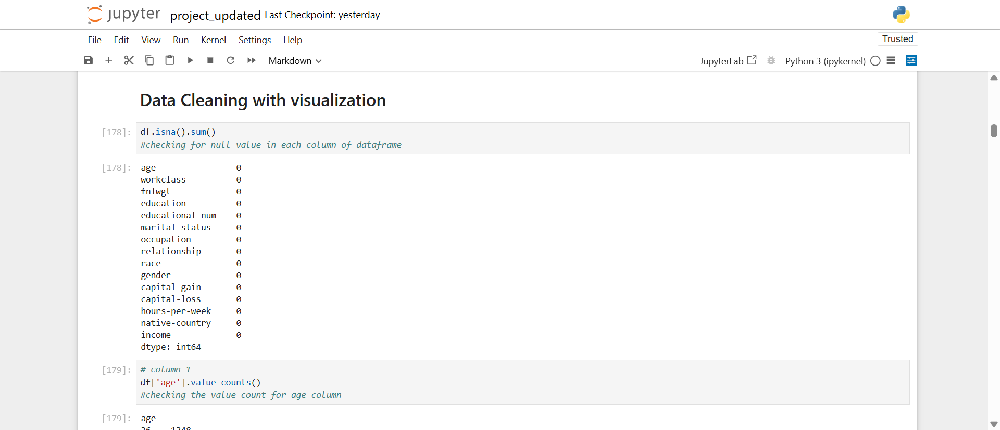 jupyter project_updated Last Checkpoint: yesterday
File Edit View Run Kernel Settings Help Trusted
Markdown JupyterLab Python 3 (ipykernel)
Data Cleaning with visualization
[178]: df.isna().sum()
#checking for null value in each column of dataframe
[178]: age 0
workclass 0
fnlwgt 0
education 0
educational-num 0
marital-status 0
occupation 0
relationship 0
race 0
gender 0
capital-gain 0
capital-loss 0
hours-per-week 0
native-country 0
income 0
dtype: int64
[179]: # column 1
df['age'].value_counts()
#checking the value count for age column
[179]: age
36 1348